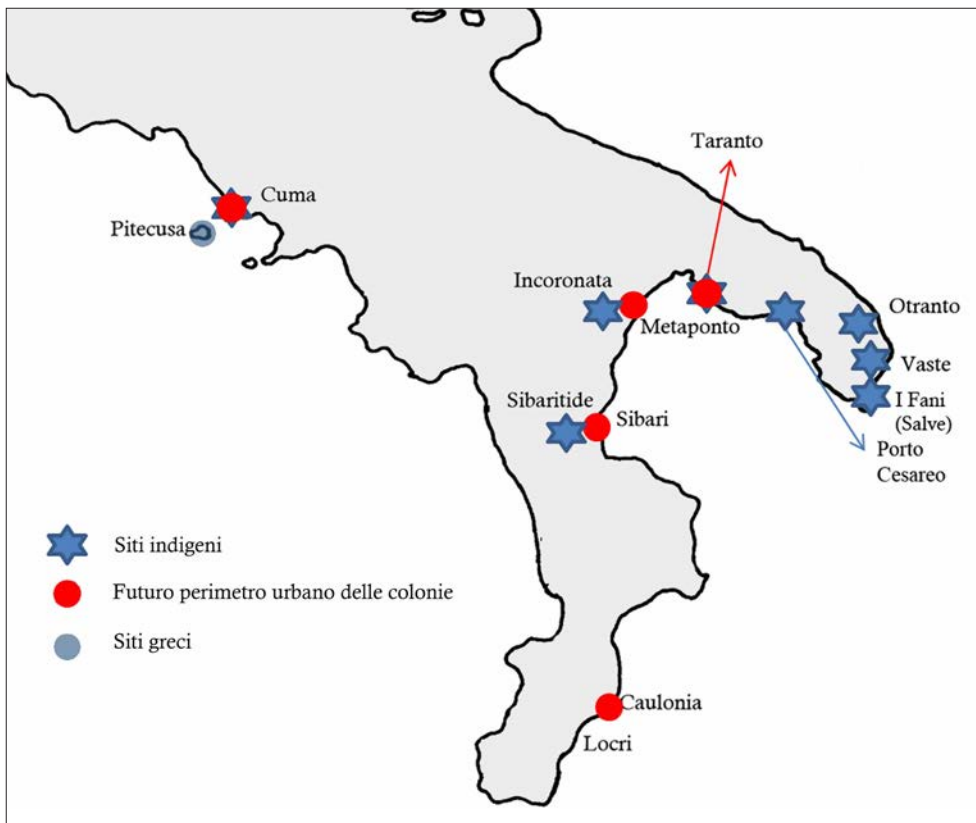 Taranto
Cuma
Pitecusa
Incoronata
Metaponto
Otranto
Vaste
I Fani
(Salve)
Porto
Cesareo
Sibaritide
Sibari
Siti indigeni
Futuro perimetro urbano delle colonie
Siti greci
Caulonia
Locri